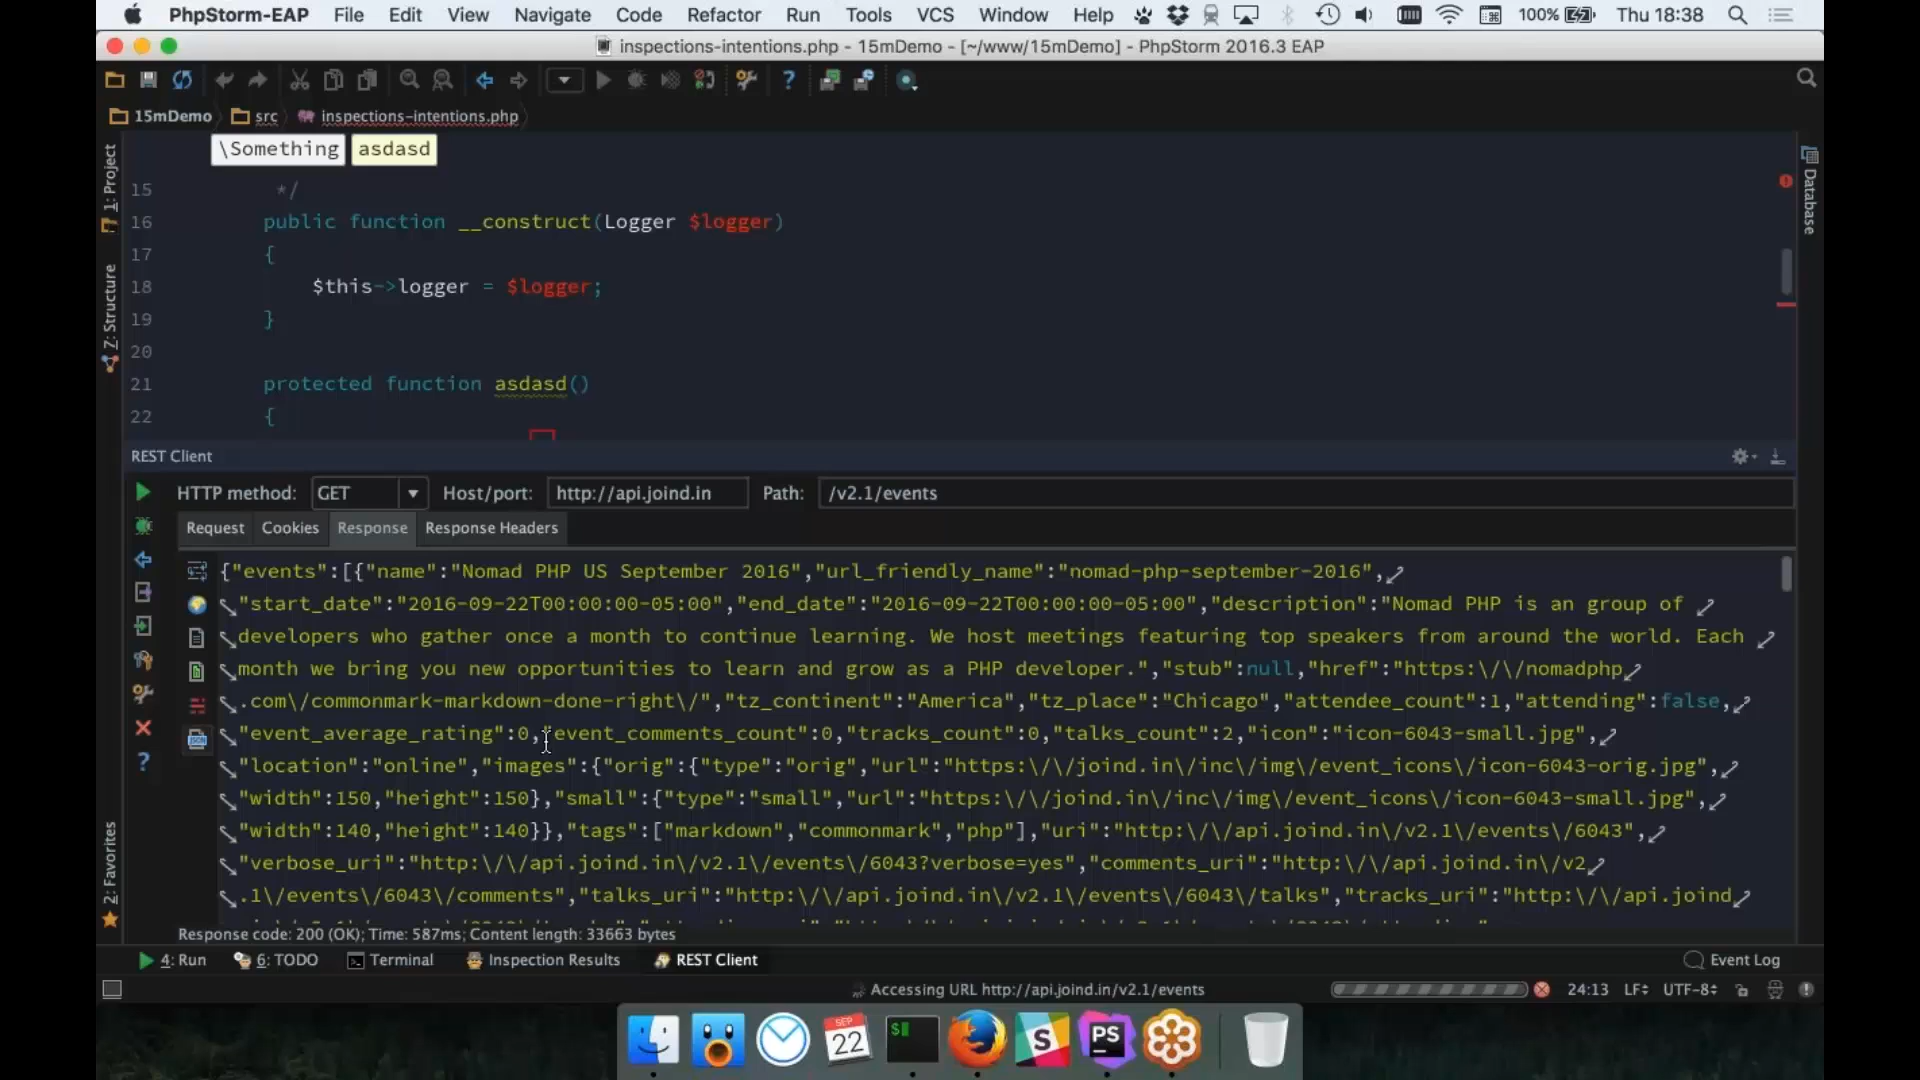 PhpStorm-EAP File Edit View Navigate Code Refactor Run Tools VCS Window Help 100% Thu 18:38
inspections-intentions.php - 15mDemo - [~/www/15mDemo] - PhpStorm 2016.3 EAP
15mDemo src inspections-intentions.php
\Something asdasd
1: Project
Z: Structure
2: Favorites
Database
15 */
16 public function __construct(Logger $logger)
17 {
18 $this->logger = $logger;
19 }
20
21 protected function asdasd()
22 {
REST Client
HTTP method: GET Host/port: http://api.joind.in Path: /v2.1/events
Request Cookies Response Response Headers
{"events":[{"name":"Nomad PHP US September 2016","url_friendly_name":"nomad-php-september-2016",
"start_date":"2016-09-22T00:00:00-05:00","end_date":"2016-09-22T00:00:00-05:00","description":"Nomad PHP is an group of
developers who gather once a month to continue learning. We host meetings featuring top speakers from around the world. Each
month we bring you new opportunities to learn and grow as a PHP developer.","stub":null,"href":"https:\/\/nomadphp
.com\/commonmark-markdown-done-right\/","tz_continent":"America","tz_place":"Chicago","attendee_count":1,"attending":false,
"event_average_rating":0,"event_comments_count":0,"tracks_count":0,"talks_count":2,"icon":"icon-6043-small.jpg",
"location":"online","images":{"orig":{"type":"orig","url":"https:\/\/joind.in\/inc\/img\/event_icons\/icon-6043-orig.jpg",
"width":150,"height":150},"small":{"type":"small","url":"https:\/\/joind.in\/inc\/img\/event_icons\/icon-6043-small.jpg",
"width":140,"height":140}},"tags":["markdown","commonmark","php"],"uri":"http:\/\/api.joind.in\/v2.1\/events\/6043",
"verbose_uri":"http:\/\/api.joind.in\/v2.1\/events\/6043?verbose=yes","comments_uri":"http:\/\/api.joind.in\/v2
.1\/events\/6043\/comments","talks_uri":"http:\/\/api.joind.in\/v2.1\/events\/6043\/talks","tracks_uri":"http:\/\/api.joind
Response code: 200 (OK); Time: 587ms; Content length: 33663 bytes
4: Run 6: TODO Terminal Inspection Results REST Client Event Log
Accessing URL http://api.joind.in/v2.1/events 24:13 LF UTF-8
SEP
22
$
S
PS